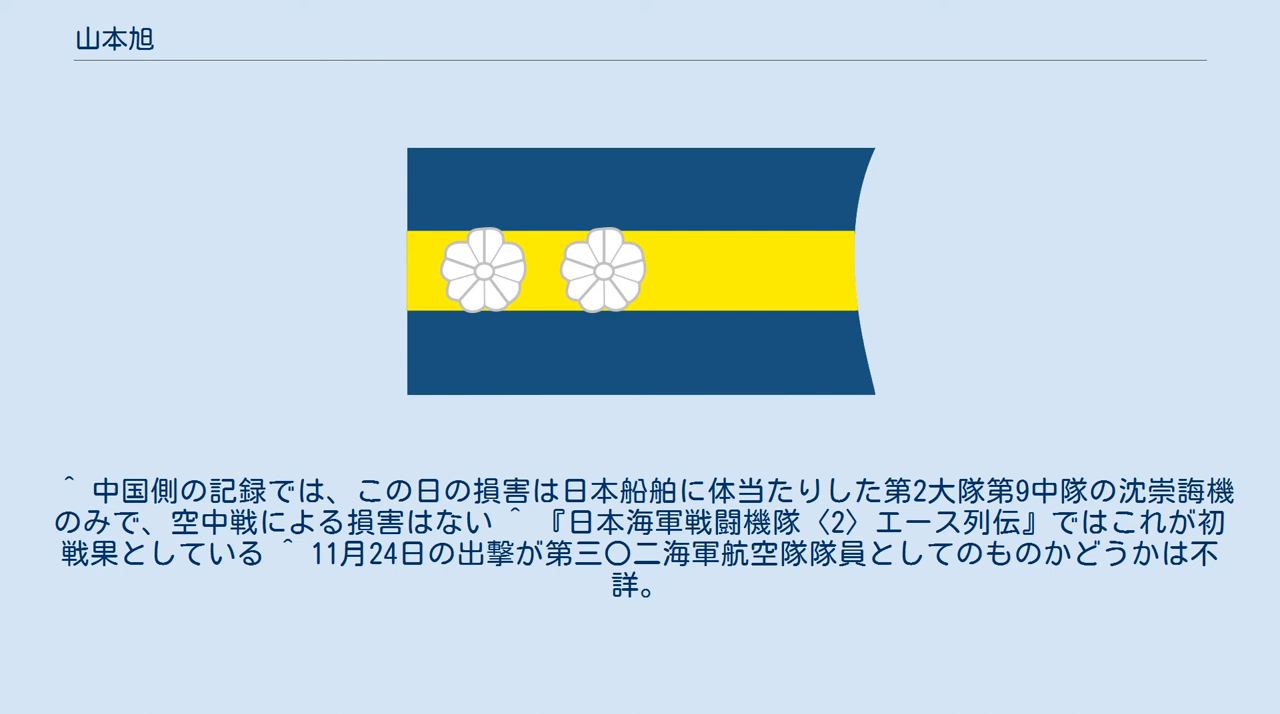 山本旭
^ 中国側の記録では、この日の損害は日本船舶に体当たりした第2大隊第9中隊の沈崇誨機
のみで、空中戦による損害はない ^ 『日本海軍戦闘機隊〈2〉エース列伝』ではこれが初
戦果としている ^ 11月24日の出撃が第三〇二海軍航空隊隊員としてのものかどうかは不
詳。